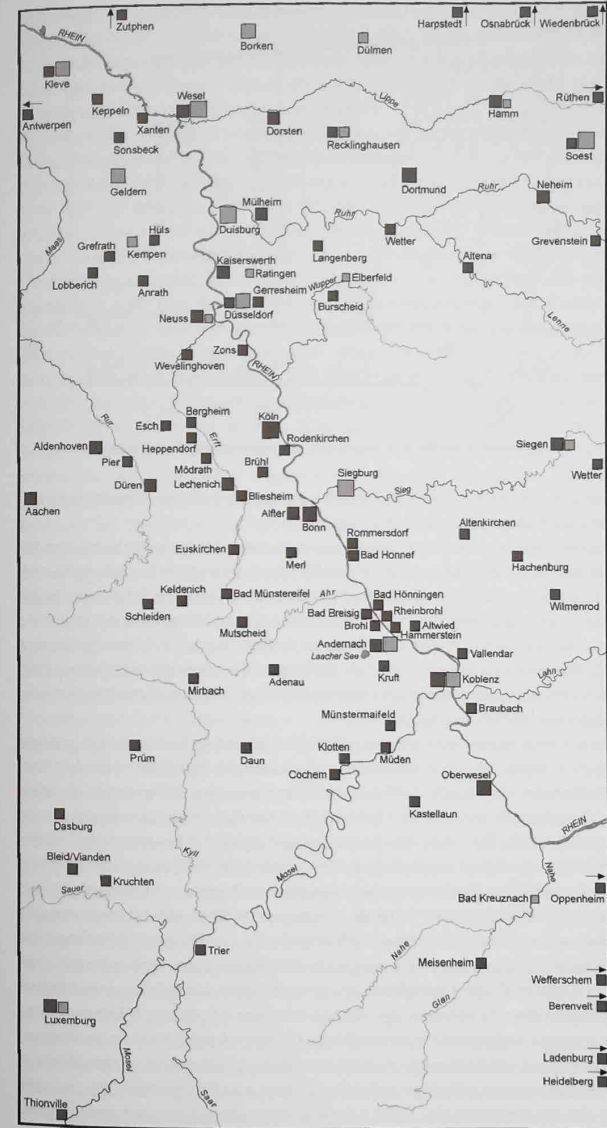 Zutphen
Harpstedt
Osnabrück
Wiedenbrück
RHEIN
Borken
Dülmen
Kleve
Wesel
Lippe
Rüthen
Keppeln
Hamm
Antwerpen
Xanten
Dorsten
Sonsbeck
Recklinghausen
Soest
Geldern
Dortmund
Ruhr
Neheim
Mülheim
Duisburg
Ruhr
Maas
Hüls
Wetter
Grevenstein
Grefrath
Kempen
Langenberg
Altena
Kaiserswerth
Ratingen
Wupper
Elberfeld
Lobberich
Anrath
Gerresheim
Burscheid
Neuss
Düsseldorf
Lenne
Zons
Wevelinghoven
(RHEIN)
Rur
Bergheim
Esch
Köln
Erft
Aldenhoven
Heppendorf
Rodenkirchen
Siegen
Pier
Mödrath
Brühl
Wetter
Düren
Lechenich
Siegburg
Sieg
Aachen
Bliesheim
Alfter
Bonn
Rommersdorf
Altenkirchen
Euskirchen
Merl
Bad Honnef
Hachenburg
Keldenich
Bad Münstereifel
Ahr
Bad Hönningen
Wilmenrod
Schleiden
Bad Breisig
Rheinbrohl
Mutscheid
Brohl
Altwied
Hammerstein
Andernach
Laacher See
Vallendar
Adenau
Kruft
Koblenz
Lahn
Mirbach
Münstermaifeld
Braubach
Prüm
Daun
Klotten
Müden
Cochem
Oberwesel
Dasburg
Kastellaun
RHEIN
Kyll
Bleid/Vianden
Mosel
Nahe
Sauer
Kruchten
Bad Kreuznach
Oppenheim
Trier
Nahe
Meisenheim
Wefferschem
Glan
Berenvelt
Luxemburg
Mosel
Ladenburg
Saar
Heidelberg
Thionville